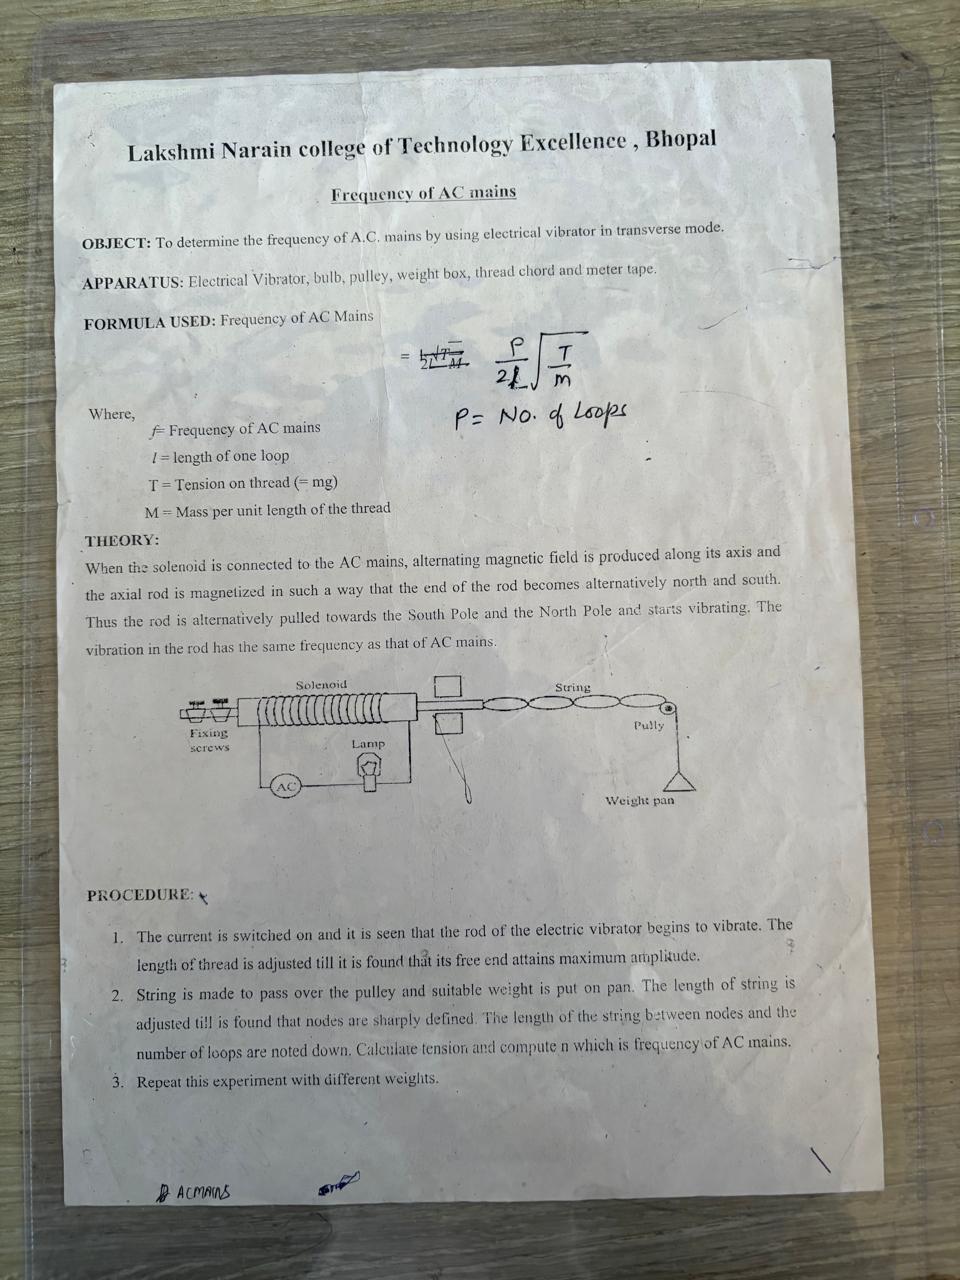 Lakshmi Narain college of Technology Excellence , Bhopal
Frequency of AC mains
OBJECT: To determine the frequency of A.C. mains by using electrical vibrator in transverse mode.
APPARATUS: Electrical Vibrator, bulb, pulley, weight box, thread chord and meter tape.
FORMULA USED: Frequency of AC Mains
= P/2l √T/m
P = No. of Loops
Where,
f= Frequency of AC mains
l = length of one loop
T = Tension on thread (= mg)
M = Mass per unit length of the thread
THEORY:
When the solenoid is connected to the AC mains, alternating magnetic field is produced along its axis and
the axial rod is magnetized in such a way that the end of the rod becomes alternatively north and south.
Thus the rod is alternatively pulled towards the South Pole and the North Pole and starts vibrating. The
vibration in the rod has the same frequency as that of AC mains.
Solenoid
String
Fixing
screws
Lamp
Pully
AC
Weight pan
PROCEDURE:
1. The current is switched on and it is seen that the rod of the electric vibrator begins to vibrate. The
length of thread is adjusted till it is found that its free end attains maximum amplitude.
2. String is made to pass over the pulley and suitable weight is put on pan. The length of string is
adjusted till is found that nodes are sharply defined. The length of the string between nodes and the
number of loops are noted down. Calculate tension and compute n which is frequency of AC mains.
3. Repeat this experiment with different weights.
ACMAINS